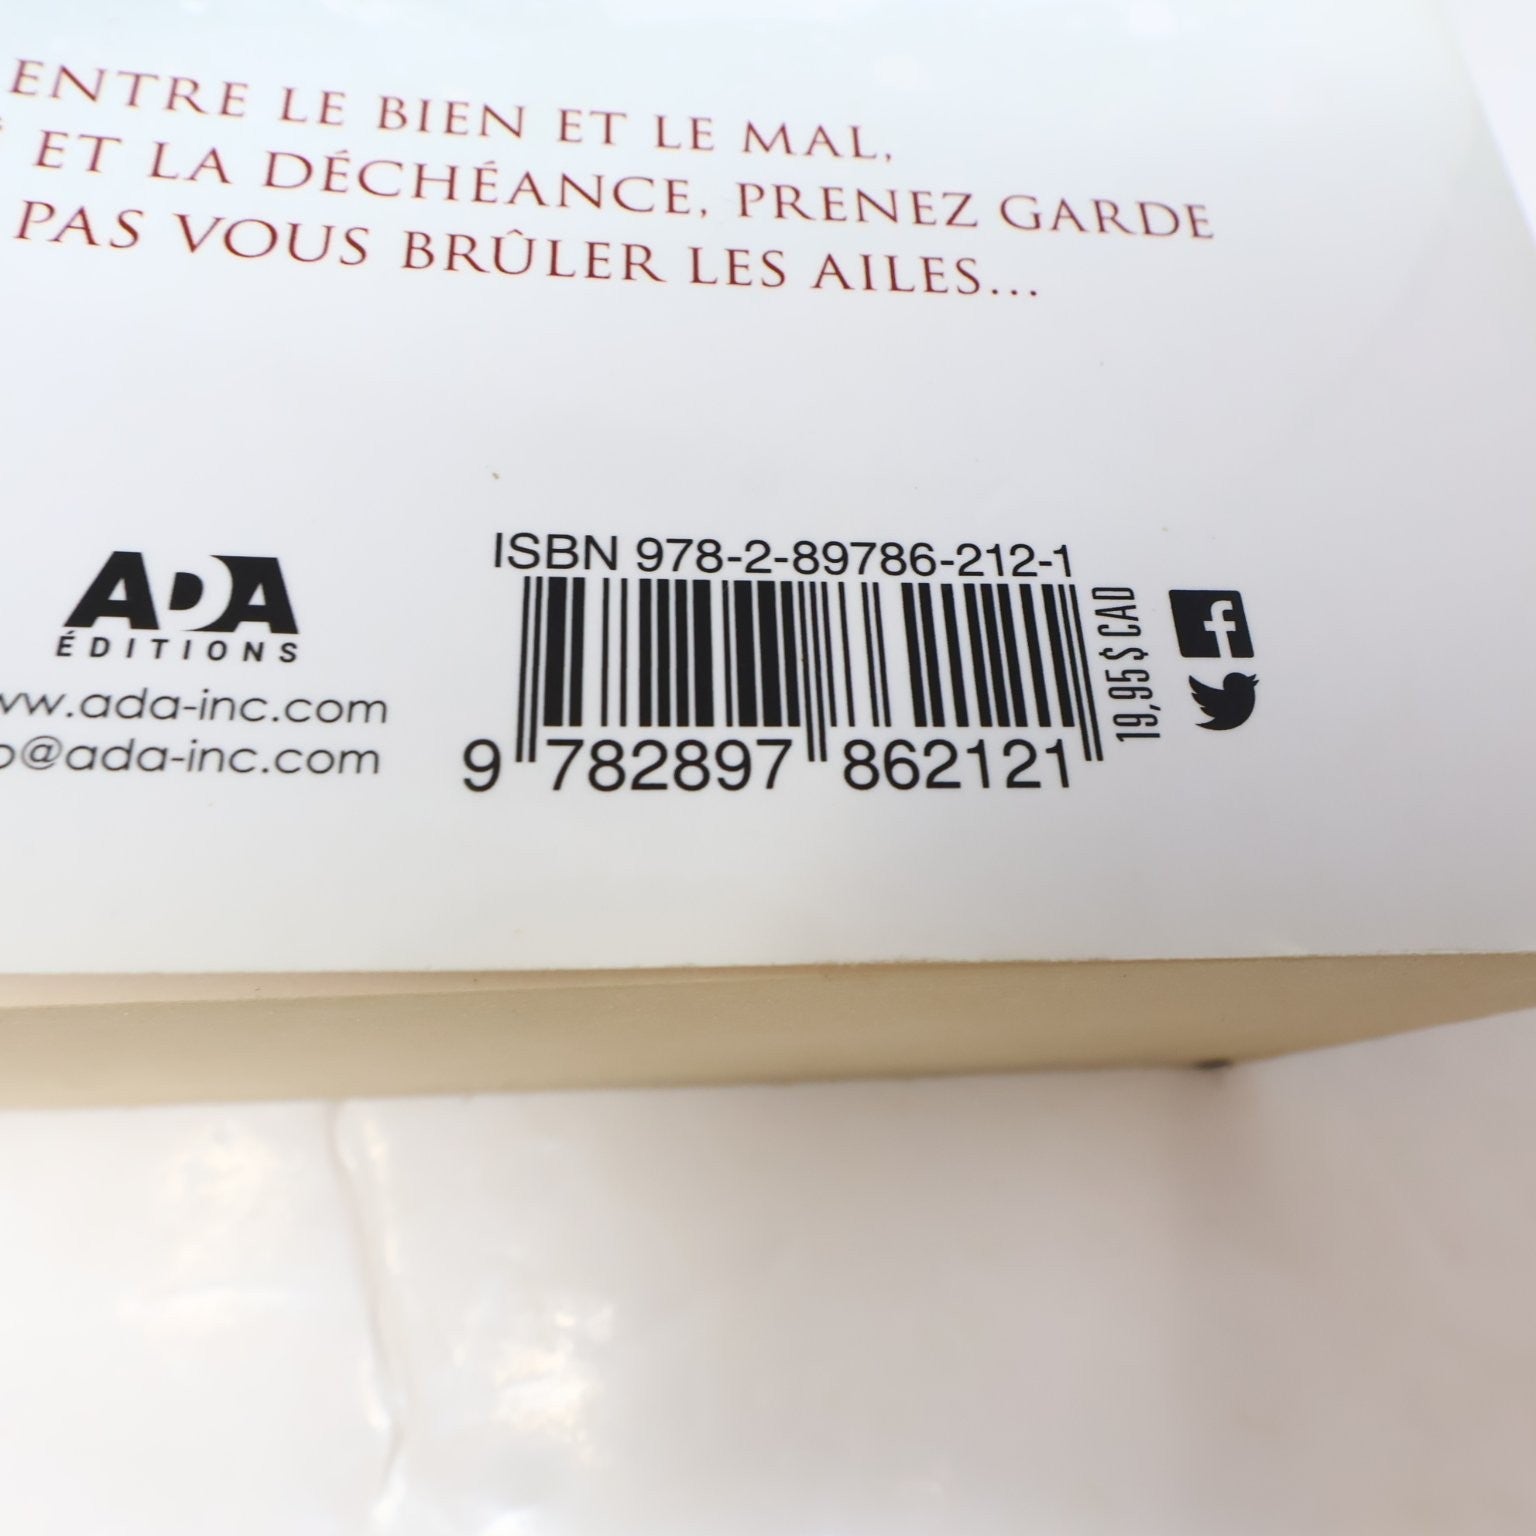 ENTRE LE BIEN ET LE MAL,
ET LA DÉCHÉANCE, PRENEZ GARDE
PAS VOUS BRÛLER LES AILES...
ADA
ÉDITIONS
ww.ada-inc.com
o@ada-inc.com
ISBN 978-2-89786-212-1
9 782897 862121
19,95 $ CAD